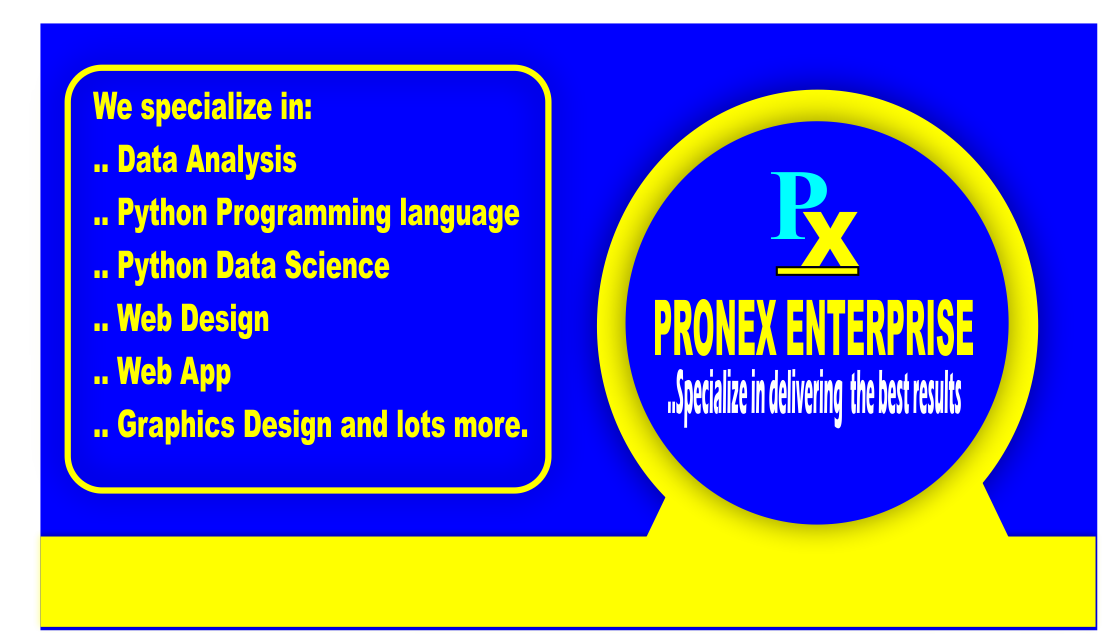 We specialize in:
.. Data Analysis
.. Python Programming language
.. Python Data Science
.. Web Design
.. Web App
.. Graphics Design and lots more.
Px
PRONEX ENTERPRISE
..Specialize in delivering the best results